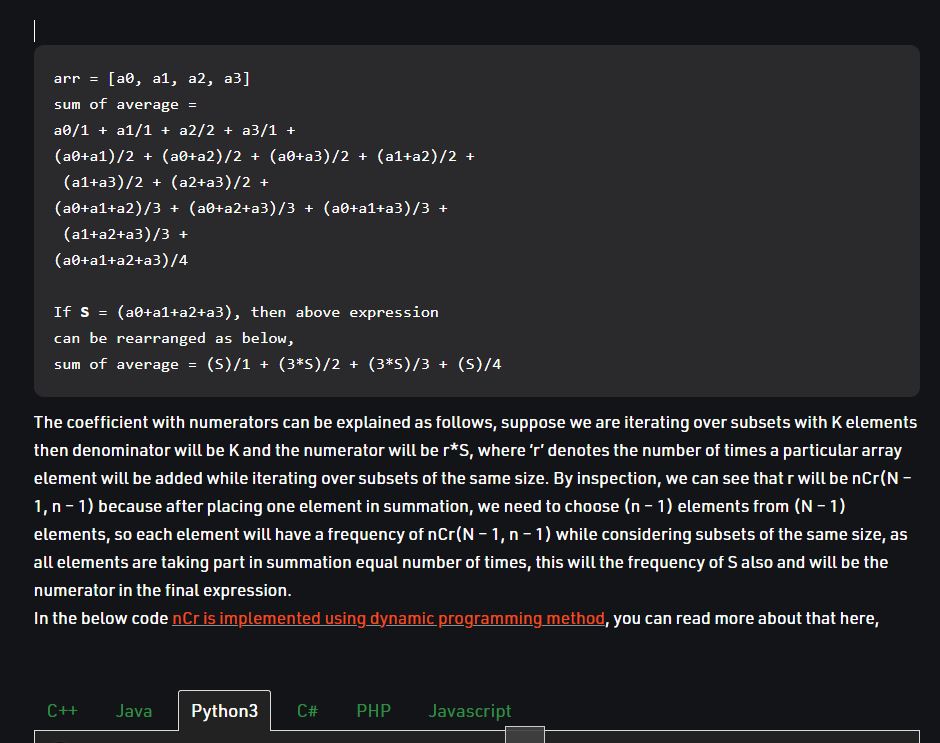 arr = [a0, a1, a2, a3]
sum of average =
a0/1 + a1/1 + a2/2 + a3/1 +
(a0+a1)/2 + (a0+a2)/2 + (a0+a3)/2 + (a1+a2)/2 +
(a1+a3)/2 + (a2+a3)/2 +
(a0+a1+a2)/3 + (a0+a2+a3)/3 + (a0+a1+a3)/3 +
(a1+a2+a3)/3 +
(a0+a1+a2+a3)/4
If S = (a0+a1+a2+a3), then above expression
can be rearranged as below,
sum of average = (S)/1 + (3*S)/2 + (3*S)/3 + (S)/4
The coefficient with numerators can be explained as follows, suppose we are iterating over subsets with K elements
then denominator will be K and the numerator will be r*S, where ‘r’ denotes the number of times a particular array
element will be added while iterating over subsets of the same size. By inspection, we can see that r will be nCr(N –
1, n – 1) because after placing one element in summation, we need to choose (n – 1) elements from (N – 1)
elements, so each element will have a frequency of nCr(N – 1, n – 1) while considering subsets of the same size, as
all elements are taking part in summation equal number of times, this will the frequency of S also and will be the
numerator in the final expression.
In the below code nCr is implemented using dynamic programming method, you can read more about that here,
C++ Java Python3 C# PHP Javascript